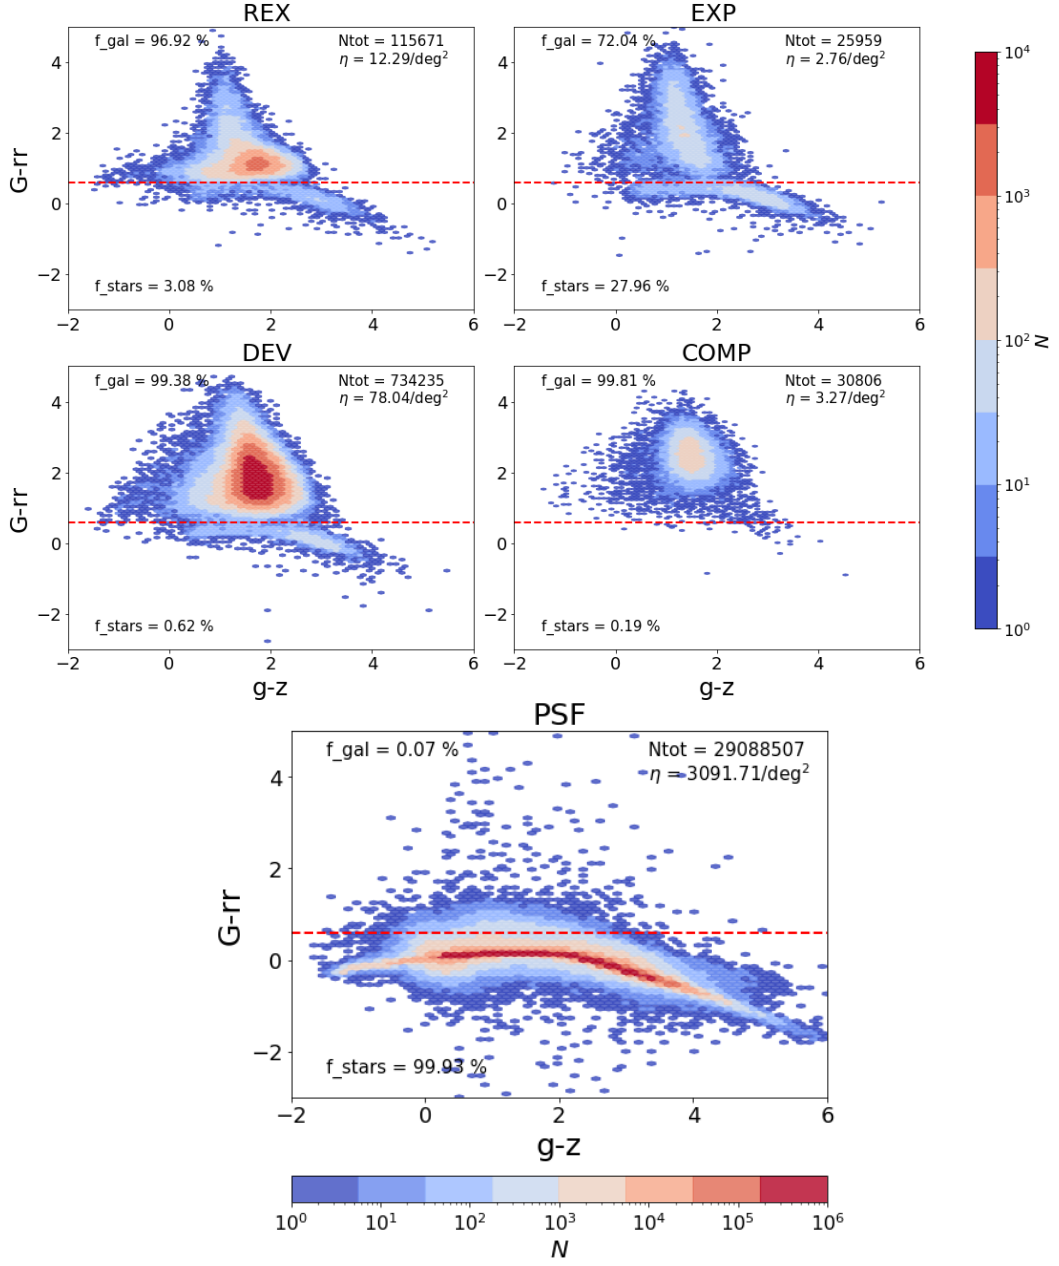 REX
f_gal = 96.92 %
Ntot = 115671
η = 12.29/deg²
G-rr
4
2
0
−2
f_stars = 3.08 %
−2 0 2 4 6
EXP
f_gal = 72.04 %
Ntot = 25959
η = 2.76/deg²
4
2
0
−2
f_stars = 27.96 %
−2 0 2 4 6
DEV
f_gal = 99.38 %
Ntot = 734235
η = 78.04/deg²
G-rr
4
2
0
−2
f_stars = 0.62 %
−2 0 2 4 6
g-z
COMP
f_gal = 99.81 %
Ntot = 30806
η = 3.27/deg²
4
2
0
−2
f_stars = 0.19 %
−2 0 2 4 6
g-z
10⁴
10³
10²
10¹
10⁰
N
PSF
f_gal = 0.07 %
Ntot = 29088507
η = 3091.71/deg²
G-rr
4
2
0
−2
f_stars = 99.93 %
−2 0 2 4 6
g-z
10⁰ 10¹ 10² 10³ 10⁴ 10⁵ 10⁶
N